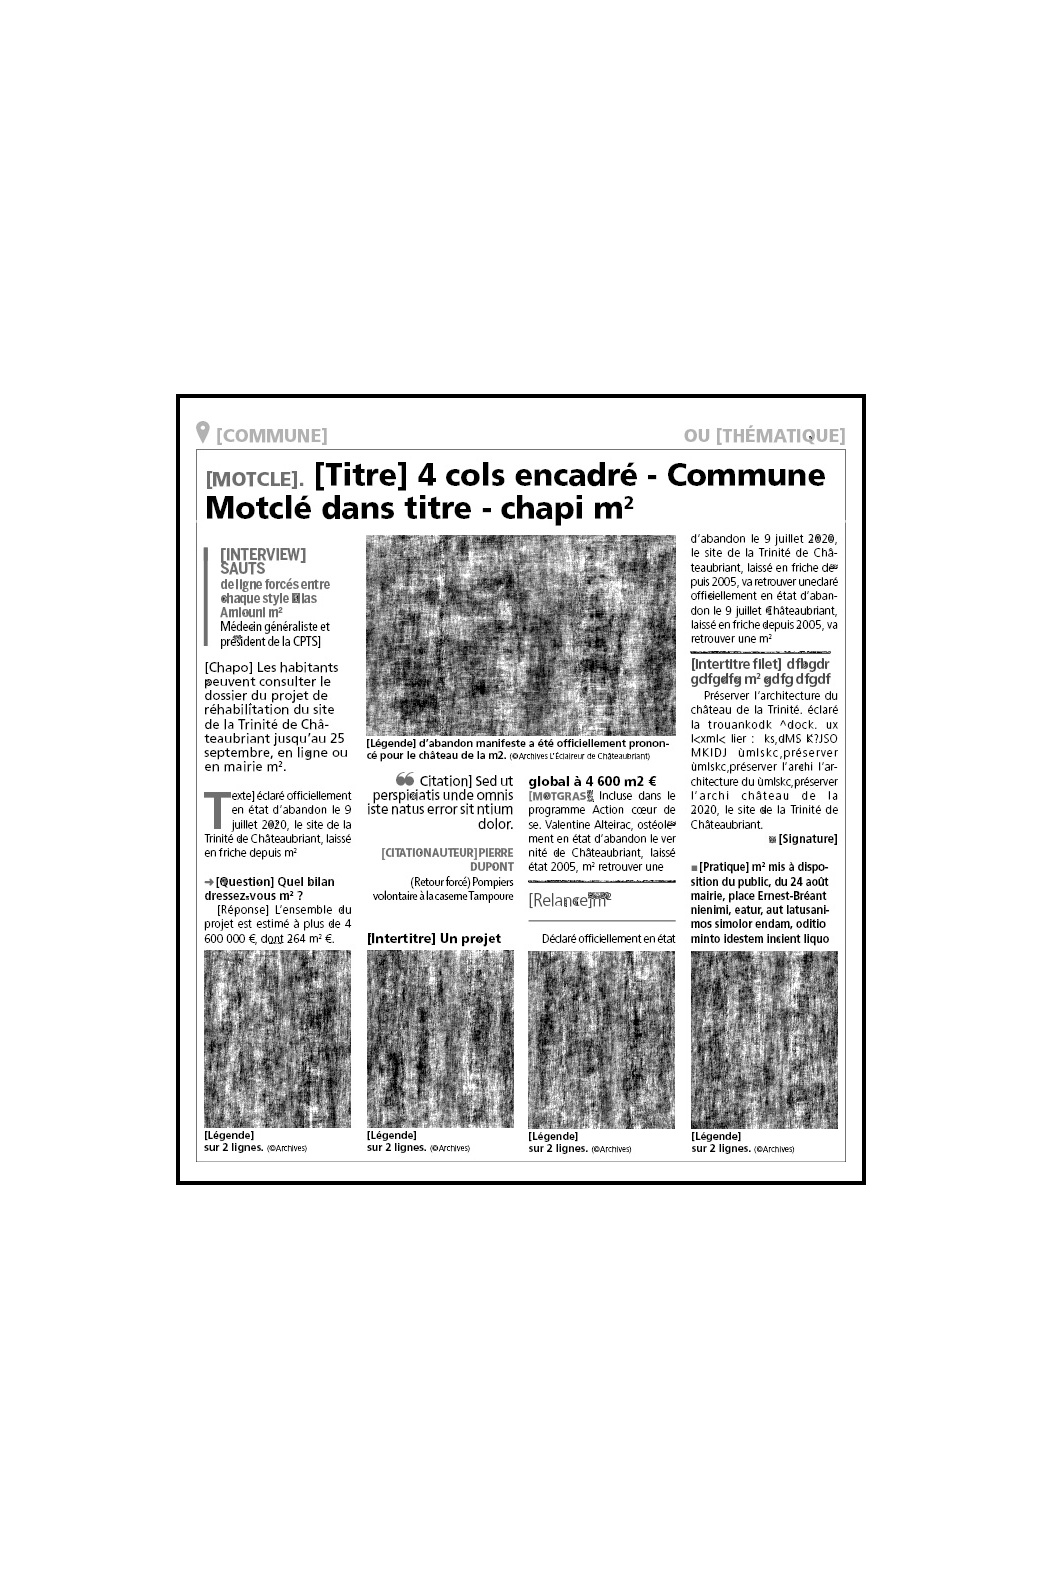 [COMMUNE]
OU [THÉMATIQUE]
[MOTCLE]. [Titre] 4 cols encadré - Commune
Motclé dans titre - chapi m²
[INTERVIEW]
SAUTS
de ligne forcés entre
chaque style Elias
Amiouni m²
Médecin généraliste et
président de la CPTS]
[Chapo] Les habitants
peuvent consulter le
dossier du projet de
réhabilitation du site
de la Trinité de Châ-
teaubriant jusqu’au 25
septembre, en ligne ou
en mairie m².
Texte] éclaré officiellement
en état d’abandon le 9
juillet 2020, le site de la
Trinité de Châteaubriant, laissé
en friche depuis m²
➔ [Question] Quel bilan
dressez-vous m² ?
[Réponse] L’ensemble du
projet est estimé à plus de 4
600 000 €, dont 264 m² €.
[Légende] d’abandon manifeste a été officiellement pronon-
cé pour le château de la m2. (©Archives L’Éclaireur de Châteaubriant)
❝ Citation] Sed ut
perspiciatis unde omnis
iste natus error sit ntium
dolor.
[CITATIONAUTEUR] PIERRE
DUPONT
(Retour forcé) Pompiers
volontaire à la caserne Tampoure
[Intertitre] Un projet
global à 4 600 m2 €
[MOTGRAS] Incluse dans le
programme Action cœur de
se. Valentine Alteirac, ostéole
ment en état d’abandon le ver
nité de Châteaubriant, laissé
état 2005, m² retrouver une
[Relance]m²
Déclaré officiellement en état
d’abandon le 9 juillet 2020,
le site de la Trinité de Châ-
teaubriant, laissé en friche de
puis 2005, va retrouver uneclaré
officiellement en état d’aban-
don le 9 juillet Châteaubriant,
laissé en friche depuis 2005, va
retrouver une m²
[Intertitre filet] dfbgdr
gdfgdfg m² gdfg dfgdf
Préserver l’architecture du
château de la Trinité. éclaré
la trouankodk ^dock. ux
k<xml< lier : ks,dMS K?JSO
MKIDJ ùmlskc,préserver
ùmlskc,préserver l’archi l’ar-
chitecture du ùmlskc,préserver
l’archi château de la
2020, le site de la Trinité de
Châteaubriant.
[Signature]
■ [Pratique] m² mis à dispo-
sition du public, du 24 août
mairie, place Ernest-Bréant
nienimi, eatur, aut latusani-
mos simolor endam, oditio
minto idestem incient liquo
[Légende]
sur 2 lignes. (©Archives)
[Légende]
sur 2 lignes. (©Archives)
[Légende]
sur 2 lignes. (©Archives)
[Légende]
sur 2 lignes. (©Archives)